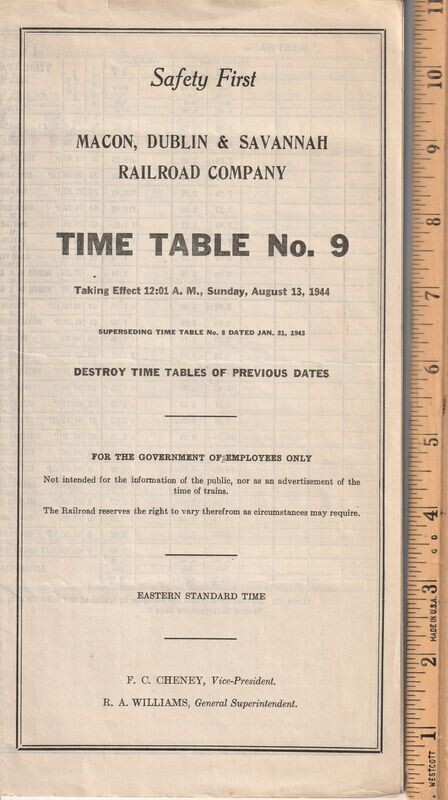 Safety First
MACON, DUBLIN & SAVANNAH
RAILROAD COMPANY
TIME TABLE No. 9
Taking Effect 12:01 A. M., Sunday, August 13, 1944
SUPERSEDING TIME TABLE No. 8 DATED JAN. 31, 1943
DESTROY TIME TABLES OF PREVIOUS DATES
FOR THE GOVERNMENT OF EMPLOYEES ONLY
Not intended for the information of the public, nor as an advertisement of the
time of trains.
The Railroad reserves the right to vary therefrom as circumstances may require.
EASTERN STANDARD TIME
F. C. CHENEY, Vice-President.
R. A. WILLIAMS, General Superintendent.
11
10
9
8
7
6
5
4
3
2
1
MADE IN U.S.A.
WESTCOTT